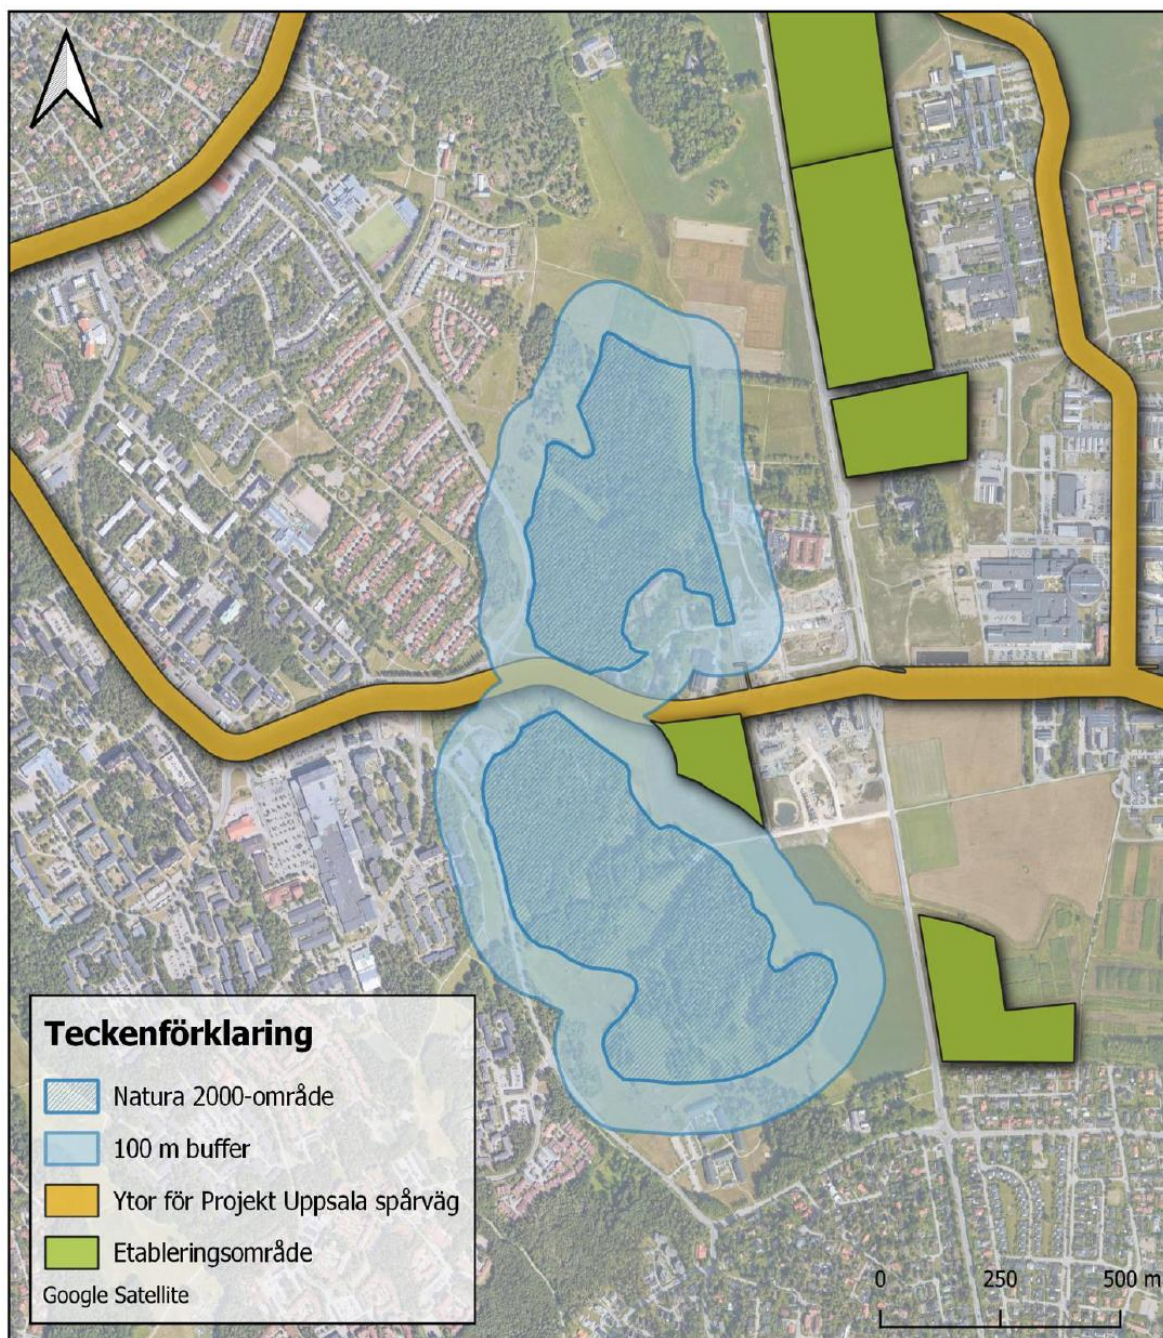 Teckenförklaring
Natura 2000-område
100 m buffer
Ytor för Projekt Uppsala spårväg
Etableringsområde
Google Satellite
0 250 500 m